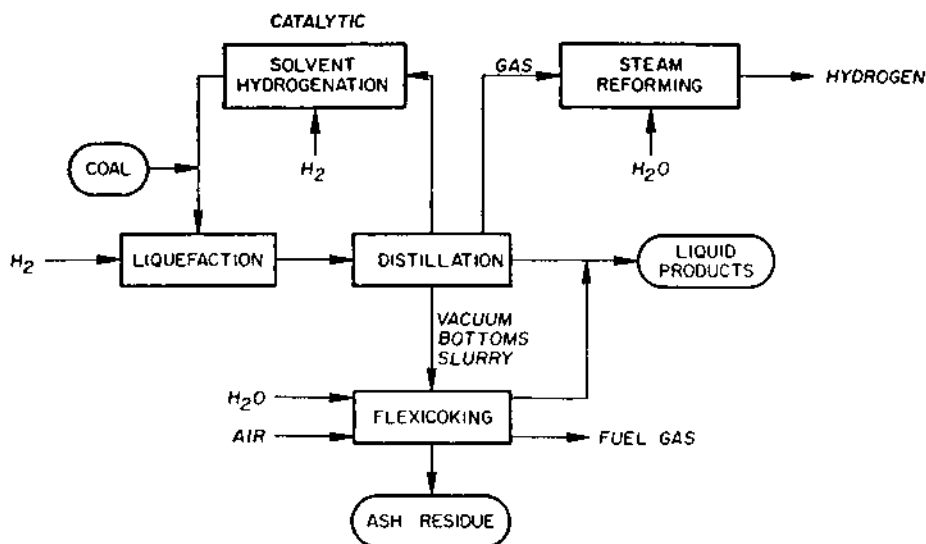 CATALYTIC
SOLVENT
HYDROGENATION
GAS
STEAM
REFORMING
HYDROGEN
H2
H2O
COAL
H2
LIQUEFACTION
DISTILLATION
LIQUID
PRODUCTS
VACUUM
BOTTOMS
SLURRY
H2O
AIR
FLEXICOKING
FUEL GAS
ASH RESIDUE